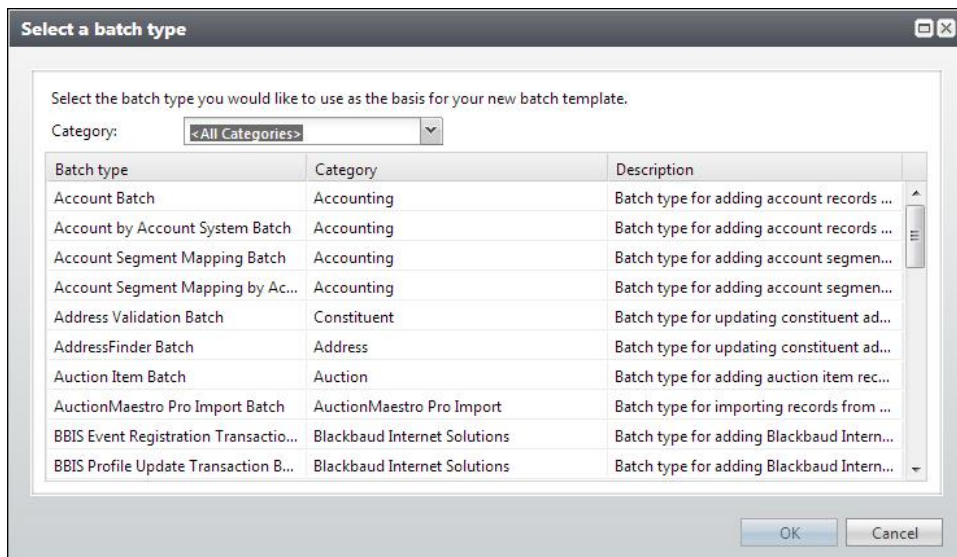 Select a batch type
Select the batch type you would like to use as the basis for your new batch template.
Category: <All Categories>
Batch type Category Description
Account Batch Accounting Batch type for adding account records ...
Account by Account System Batch Accounting Batch type for adding account records ...
Account Segment Mapping Batch Accounting Batch type for adding account segmen...
Account Segment Mapping by Ac... Accounting Batch type for adding account segmen...
Address Validation Batch Constituent Batch type for updating constituent ad...
AddressFinder Batch Address Batch type for updating constituent ad...
Auction Item Batch Auction Batch type for adding auction item rec...
AuctionMaestro Pro Import Batch AuctionMaestro Pro Import Batch type for importing records from ...
BBIS Event Registration Transactio... Blackbaud Internet Solutions Batch type for adding Blackbaud Intern...
BBIS Profile Update Transaction B... Blackbaud Internet Solutions Batch type for adding Blackbaud Intern...
OK Cancel